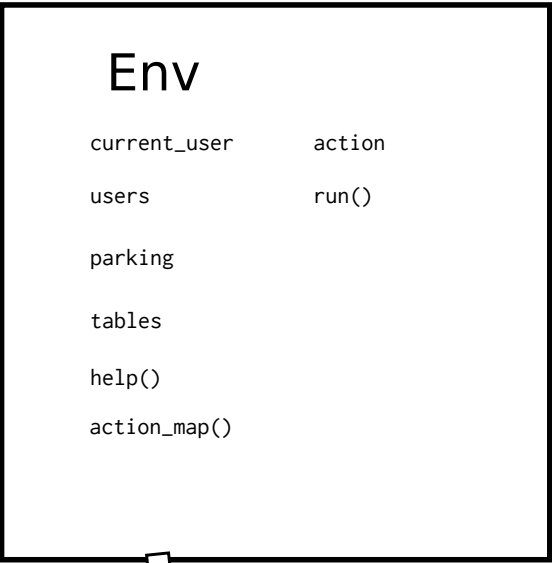 Env
current_user action
users run()
parking
tables
help()
action_map()